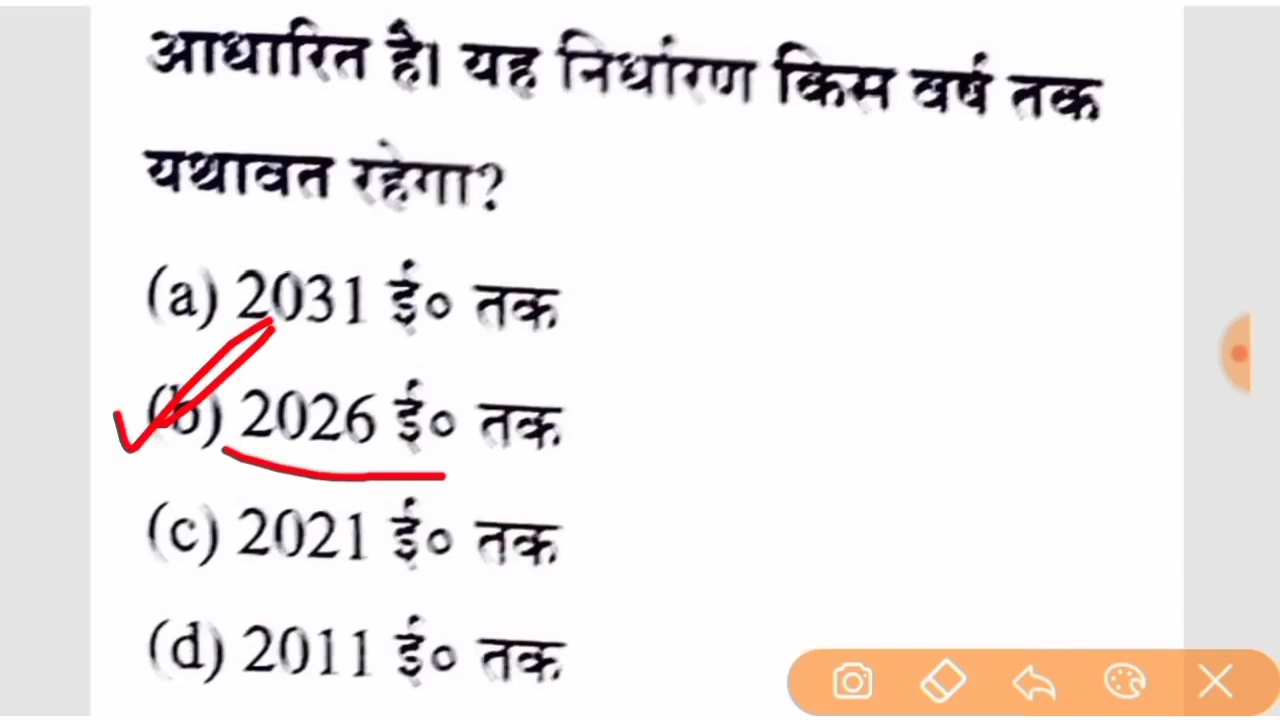 आधारित है। यह निर्धारण किस वर्ष तक
यथावत रहेगा?
(a) 2031 ई० तक
(b) 2026 ई० तक
(c) 2021 ई० तक
(d) 2011 ई० तक